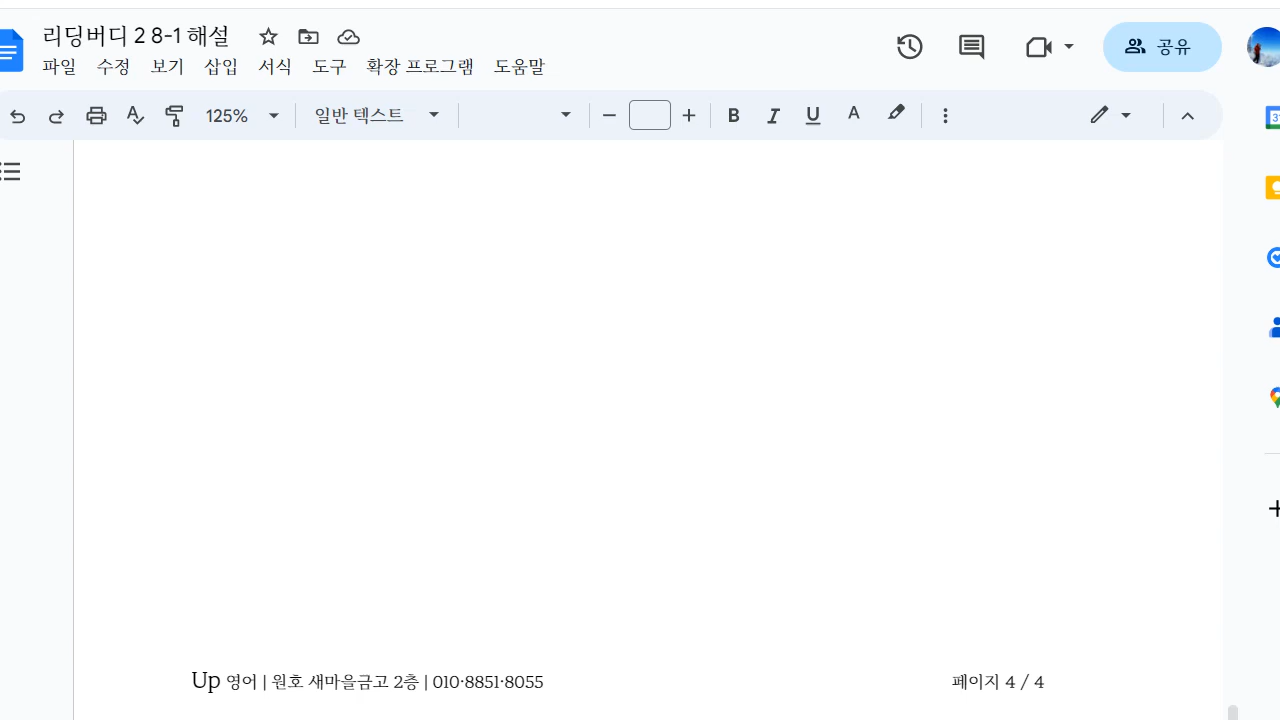 리딩버디 2 8-1 해설
파일 수정 보기 삽입 서식 도구 확장 프로그램 도움말
공유
125% 일반 텍스트 B I U A
31
Up 영어 | 원호 새마을금고 2층 | 010·8851·8055
페이지 4 / 4